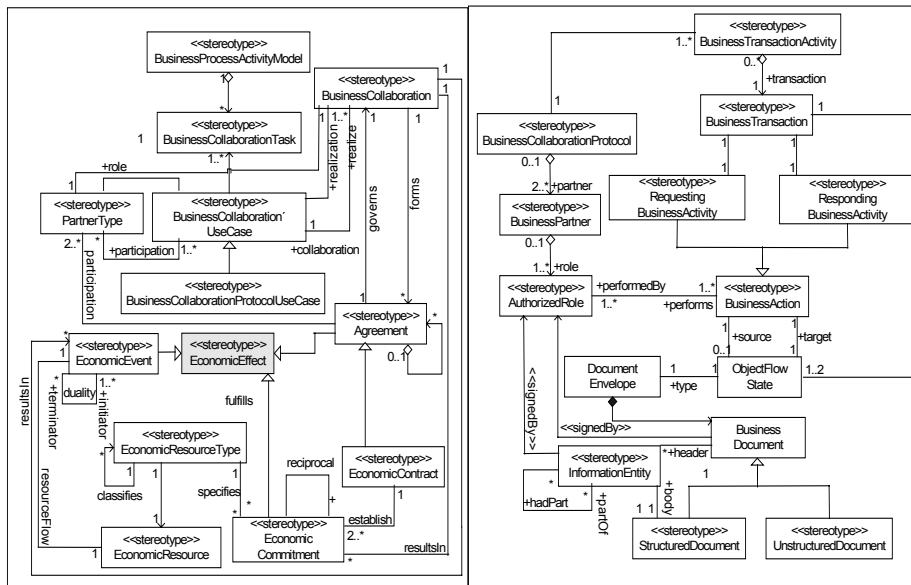 <<stereotype>>
BusinessProcessActivityModel
1
*
<<stereotype>>
BusinessCollaboration
1
1
1
1..*
1
1
<<stereotype>>
BusinessCollaborationTask
1
1..*
+role
+realization
+realize
governs
forms
1
<<stereotype>>
PartnerType
2..*
*
+participation
1..*
<<stereotype>>
BusinessCollaboration´
UseCase
1
+collaboration
participation
<<stereotype>>
BusinessCollaborationProtocolUseCase
1
*
<<stereotype>>
Agreement
*
0..1
*
1
<<stereotype>>
EconomicEvent
<<stereotype>>
EconomicEffect
resultsIn
*
duality
1..*
+terminator
+initiator
fulfills
<<stereotype>>
EconomicResourceType
*
1
classifies
1
1
specifies
*
reciprocal
+
<<stereotype>>
EconomicContract
1
establish
2..*
resourceFlow
1
1
<<stereotype>>
EconomicResource
<<stereotype>>
Economic
Commitment
*
resultsIn
<<stereotype>>
BusinessTransactionActivity
1..*
0..*
+transaction
1
1
<<stereotype>>
BusinessCollaborationProtocol
0..1
<<stereotype>>
BusinessTransaction
1
1
1
+partner
2..*
<<stereotype>>
BusinessPartner
0..1
<<stereotype>>
Requesting
BusinessActivity
<<stereotype>>
Responding
BusinessActivity
1..*
+role
<<stereotype>>
AuthorizedRole
+performedBy
1..*
1..*
+performs
<<stereotype>>
BusinessAction
1
+source
0..1
1
+target
1
Document
Envelope
1
+type
1
ObjectFlow
State
1..2
<<signedBy>>
<<signedBy>>
Business
Document
+header
<<stereotype>>
InformationEntity
*
*
+hadPart
*
+partOf
+body
1
1
1
<<stereotype>>
StructuredDocument
<<stereotype>>
UnstructuredDocument